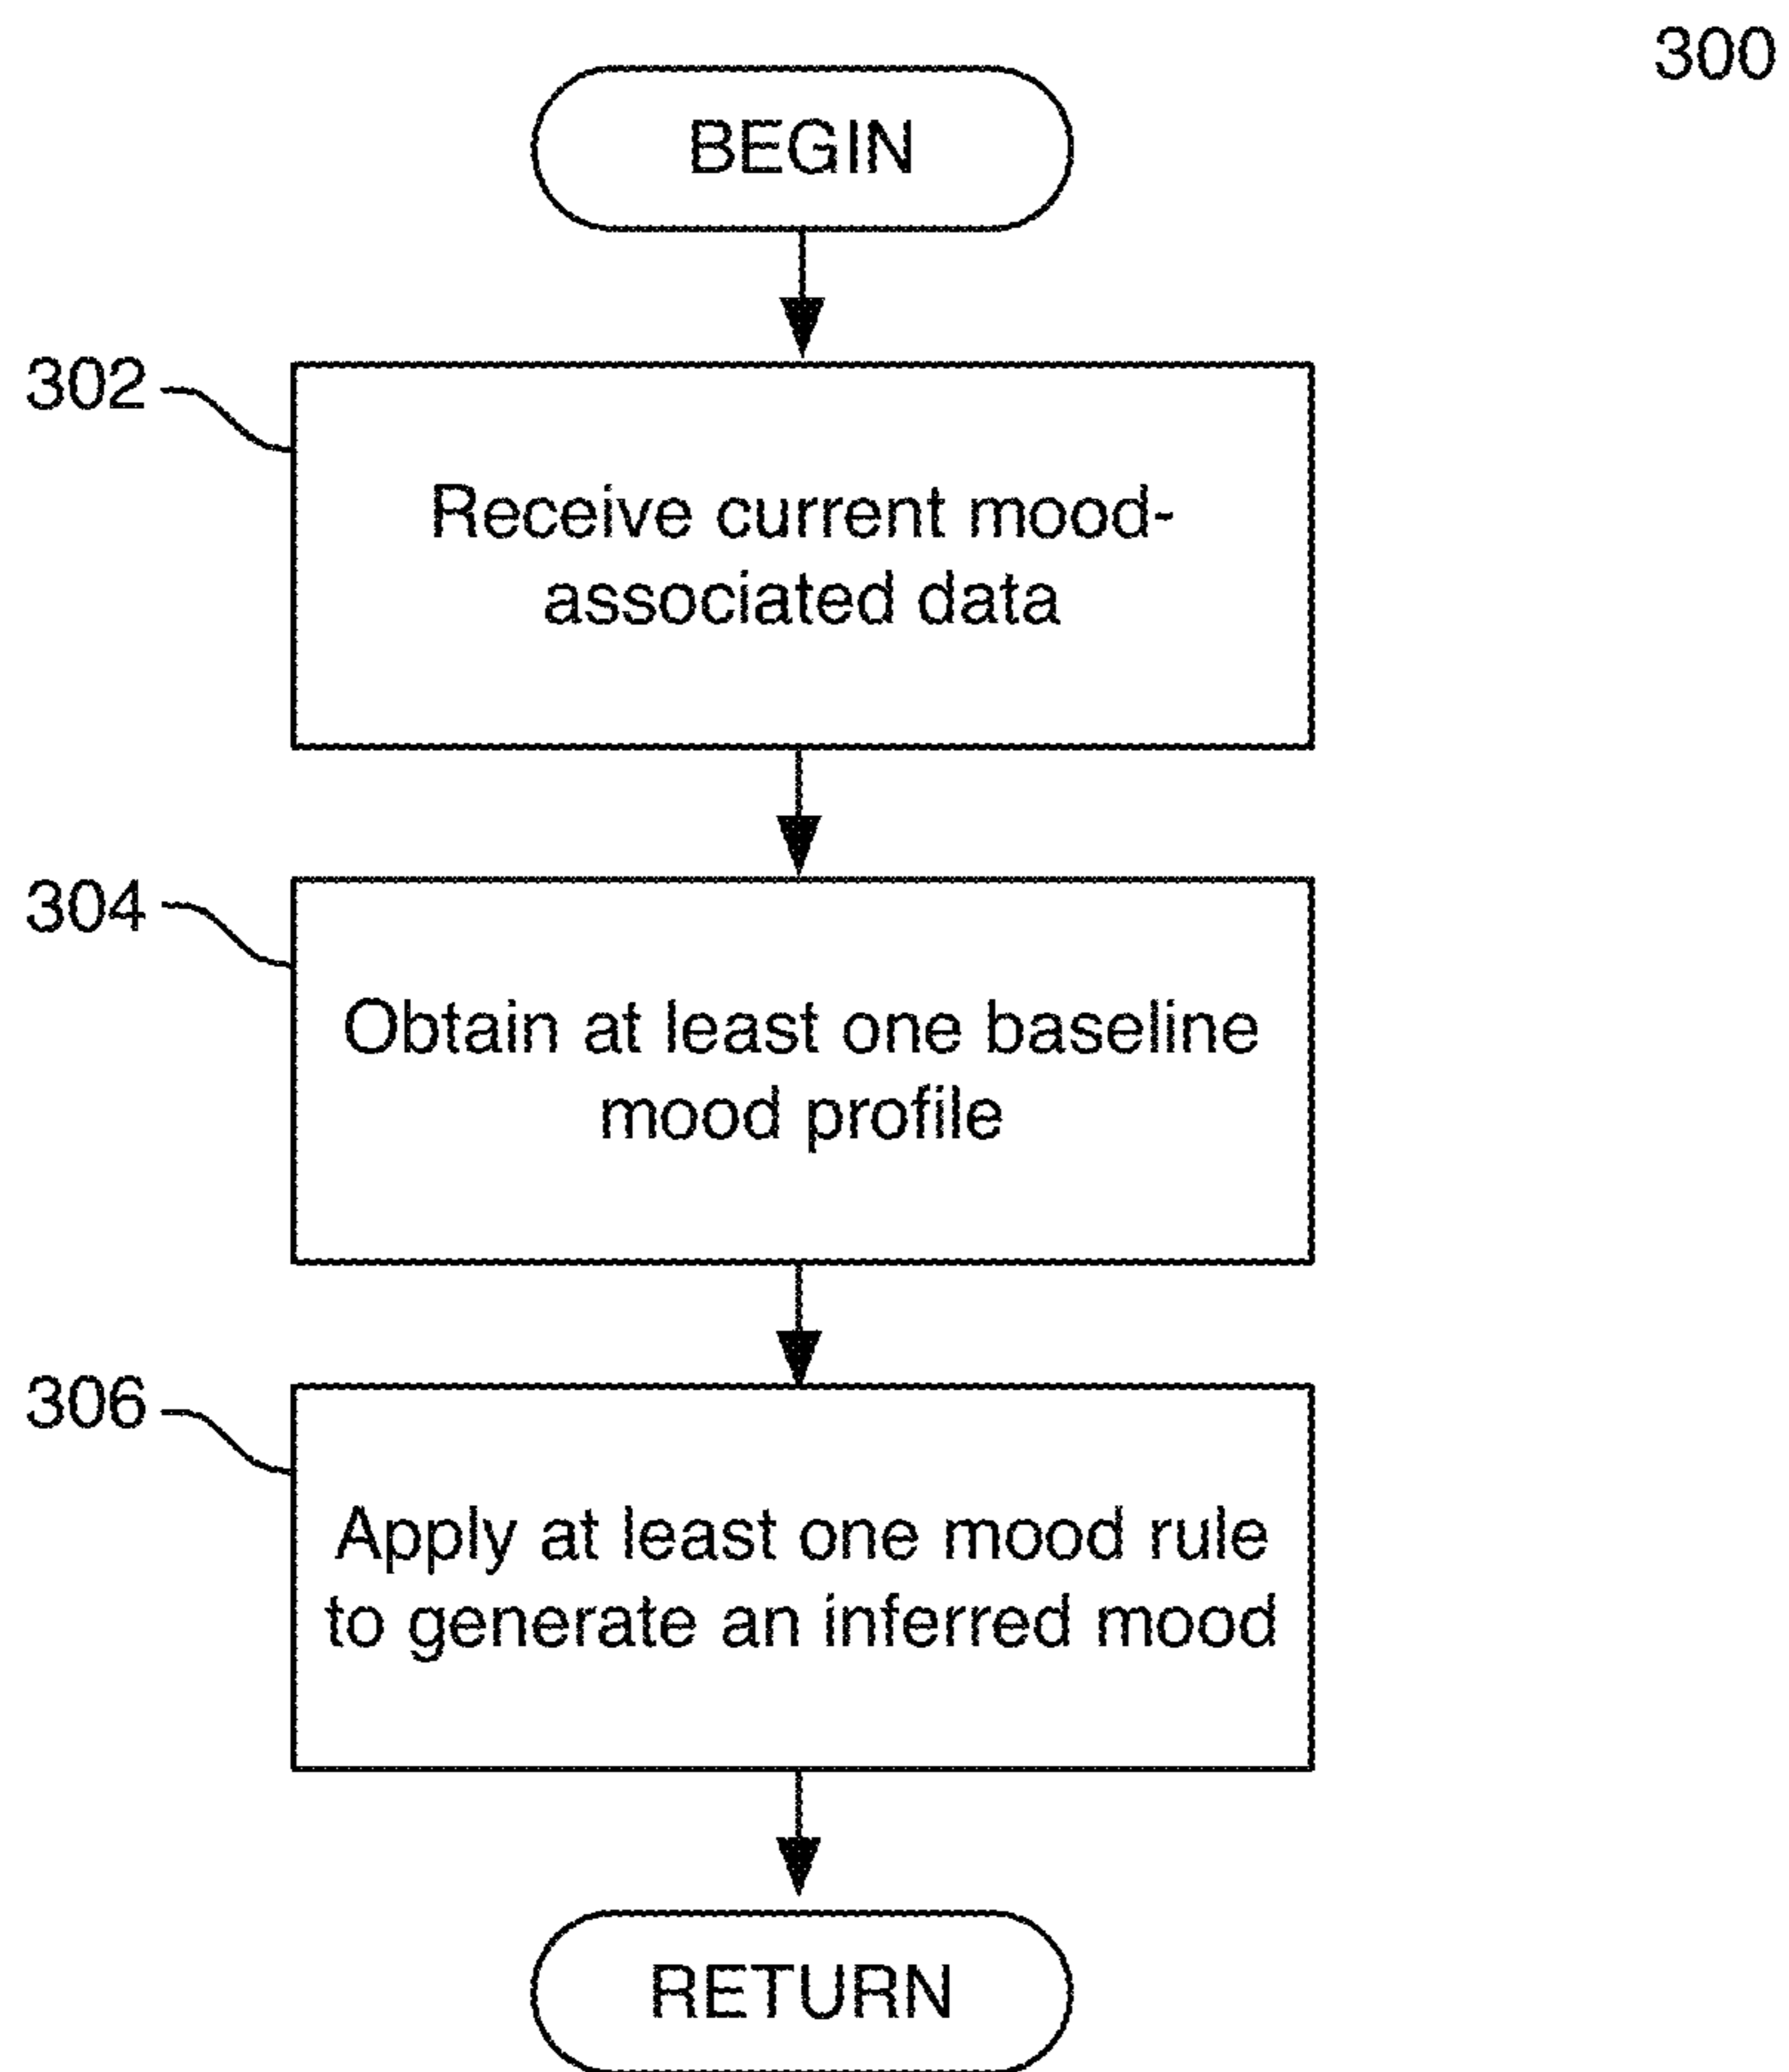 300
BEGIN
302
Receive current mood-
associated data
304
Obtain at least one baseline
mood profile
306
Apply at least one mood rule
to generate an inferred mood
RETURN